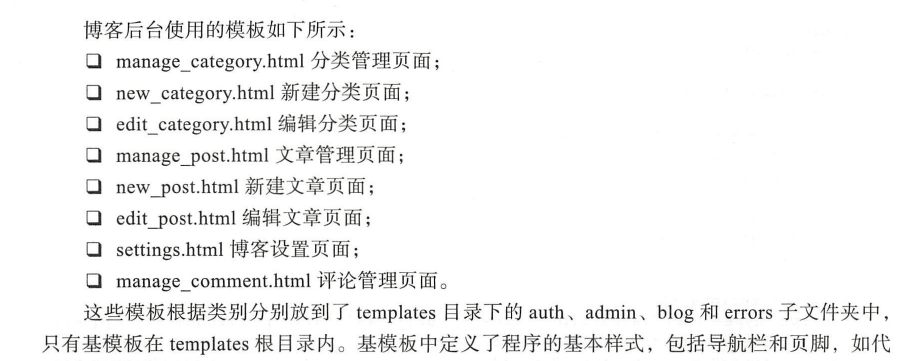 博客后台使用的模板如下所示：
❑ manage_category.html 分类管理页面；
❑ new_category.html 新建分类页面；
❑ edit_category.html 编辑分类页面；
❑ manage_post.html 文章管理页面；
❑ new_post.html 新建文章页面；
❑ edit_post.html 编辑文章页面；
❑ settings.html 博客设置页面；
❑ manage_comment.html 评论管理页面。
这些模板根据类别分别放到了 templates 目录下的 auth、admin、blog 和 errors 子文件夹中，
只有基模板在 templates 根目录内。基模板中定义了程序的基本样式，包括导航栏和页脚，如代